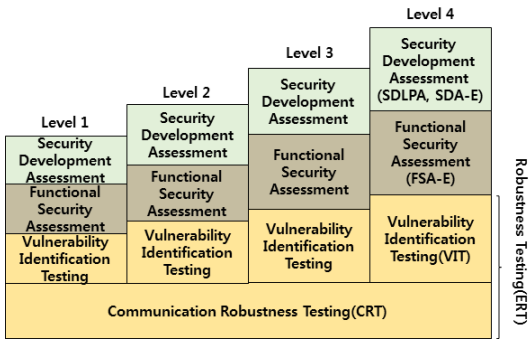 Level 1
Security
Development
Assessment
Functional
Security
Assessment
Vulnerability
Identification
Testing
Level 2
Security
Development
Assessment
Functional
Security
Assessment
Vulnerability
Identification
Testing
Level 3
Security
Development
Assessment
Functional
Security
Assessment
Vulnerability
Identification
Testing
Level 4
Security
Development
Assessment
(SDLPA, SDA-E)
Functional
Security
Assessment
(FSA-E)
Vulnerability
Identification
Testing(VIT)
Communication Robustness Testing(CRT)
Robustness Testing(ERT)